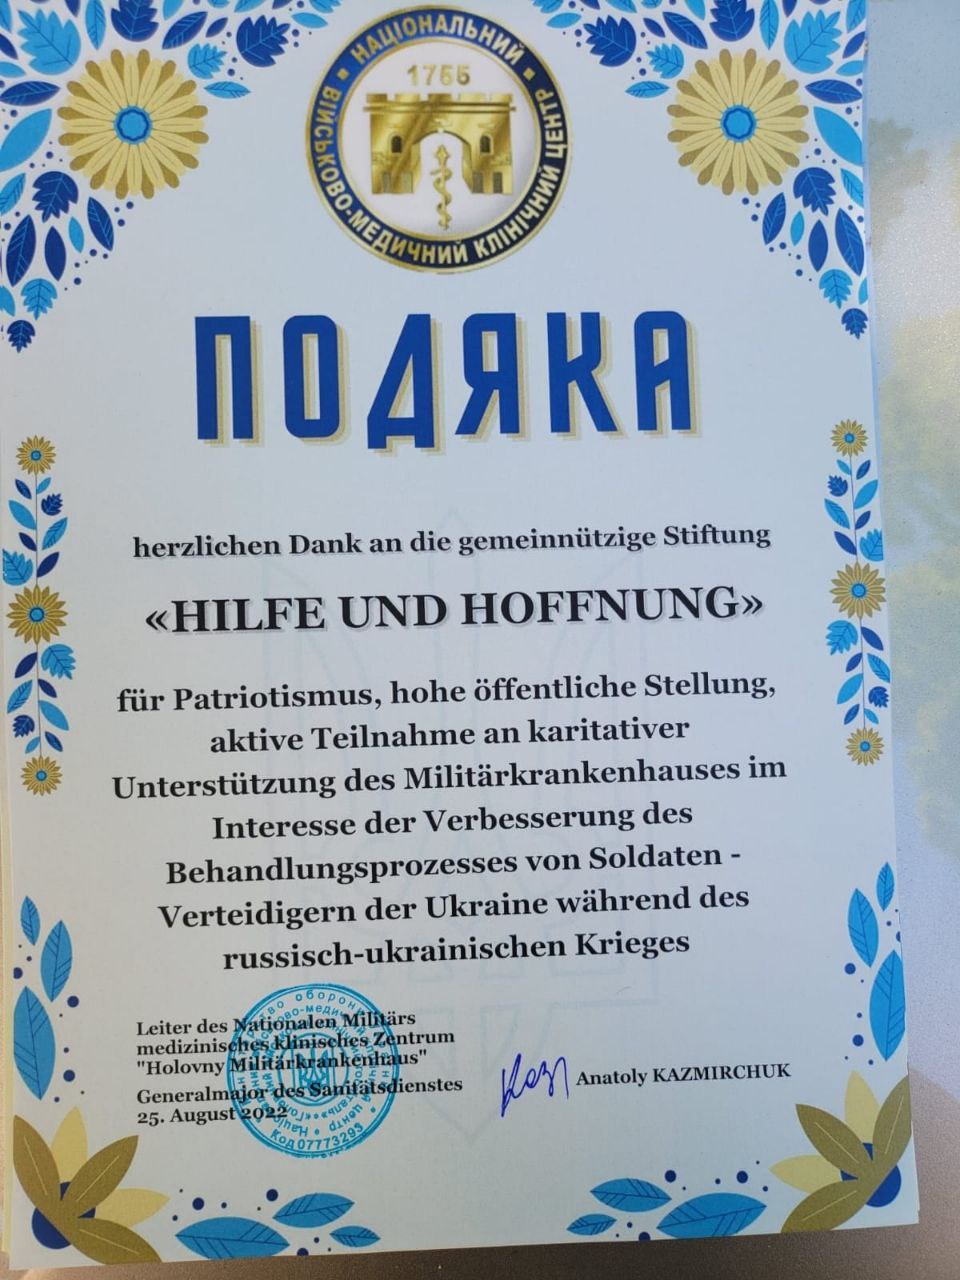 НАЦІОНАЛЬНИЙ
ВІЙСЬКОВО-МЕДИЧНИЙ КЛІНІЧНИЙ ЦЕНТР
1755
ПОДЯКА
herzlichen Dank an die gemeinnützige Stiftung
«HILFE UND HOFFNUNG»
für Patriotismus, hohe öffentliche Stellung,
aktive Teilnahme an karitativer
Unterstützung des Militärkrankenhauses im
Interesse der Verbesserung des
Behandlungsprozesses von Soldaten -
Verteidigern der Ukraine während des
russisch-ukrainischen Krieges
Leiter des Nationalen Militärs
medizinisches klinisches Zentrum
"Holovny Militärkrankenhaus"
Generalmajor des Sanitätsdienstes
25. August 2022
Anatoly KAZMIRCHUK
Код 07773293